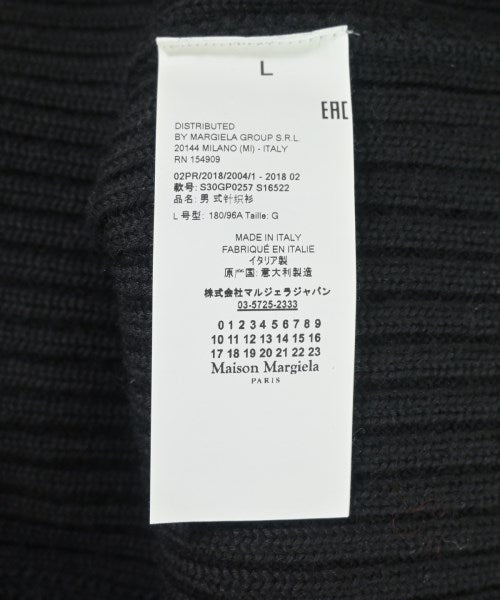 L
EAC
DISTRIBUTED
BY MARGIELA GROUP S.R.L.
20144 MILANO (MI) - ITALY
RN 154909
02PR/2018/2004/1 - 2018 02
款号: S30GP0257 S16522
品名: 男 式针织衫
L 号型: 180/96A Taille: G
MADE IN ITALY
FABRIQUÉ EN ITALIE
イタリア製
原产国: 意大利製造
株式会社マルジェラジャパン
03-5725-2333
0 1 2 3 4 5 6 7 8 9
10 11 12 13 14 15 16
17 18 19 20 21 22 23
Maison Margiela
PARIS